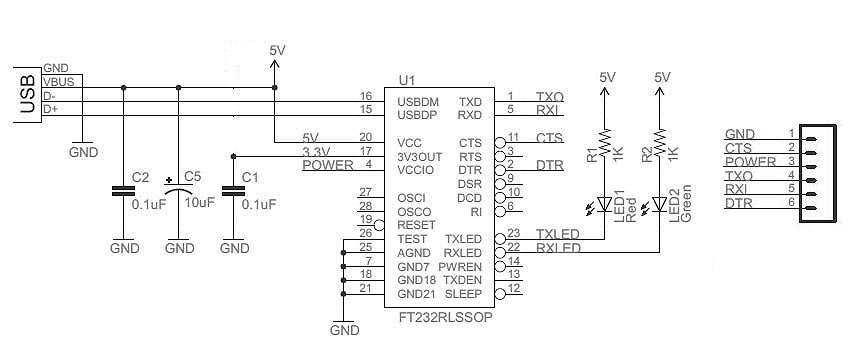 5V
GND
VBUS
D-
D+
USB
GND
C2
0.1uF
GND
+
C5
10uF
GND
C1
0.1uF
GND
U1
16 USBDM TXD 1 TXO
15 USBDP RXD 5 RXI
5V 20 VCC CTS 11 CTS
3.3V 17 3V3OUT RTS 3
POWER 4 VCCIO DTR 2 DTR
DSR 9
27 OSCI DCD 10
28 OSCO RI 6
19 RESET
26 TEST TXLED 23 TXLED
25 AGND RXLED 22 RXLED
7 GND7 PWREN 14
18 GND18 TXDEN 13
21 GND21 SLEEP 12
FT232RLSSOP
GND
5V
R1
1K
LED1
Red
5V
R2
1K
LED2
Green
GND 1
CTS 2
POWER 3
TXO 4
RXI 5
DTR 6